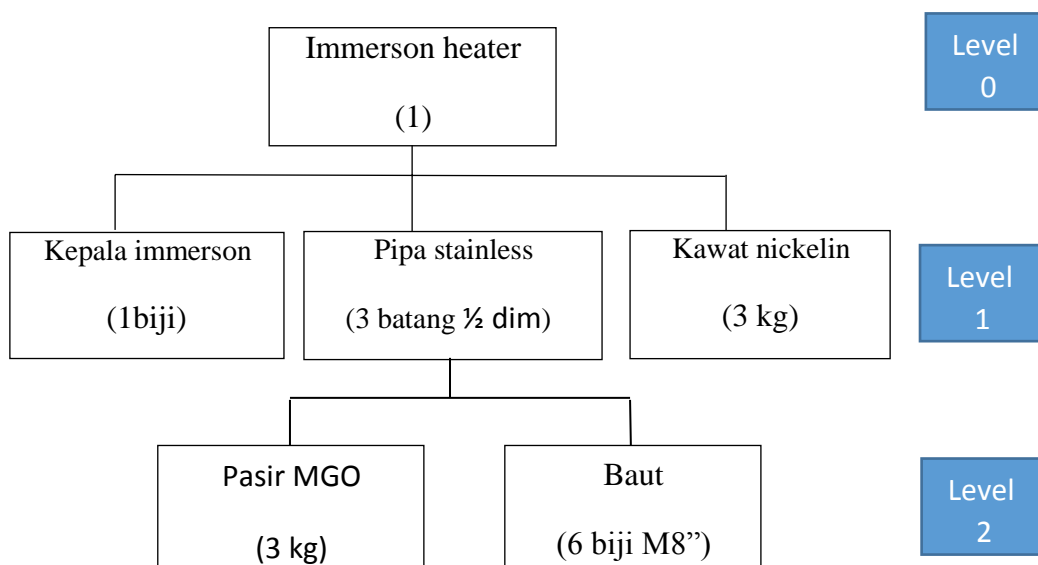 Immerson heater
(1)
Level
0
Kepala immerson
(1biji)
Pipa stainless
(3 batang ½ dim)
Kawat nickelin
(3 kg)
Level
1
Pasir MGO
(3 kg)
Baut
(6 biji M8”)
Level
2